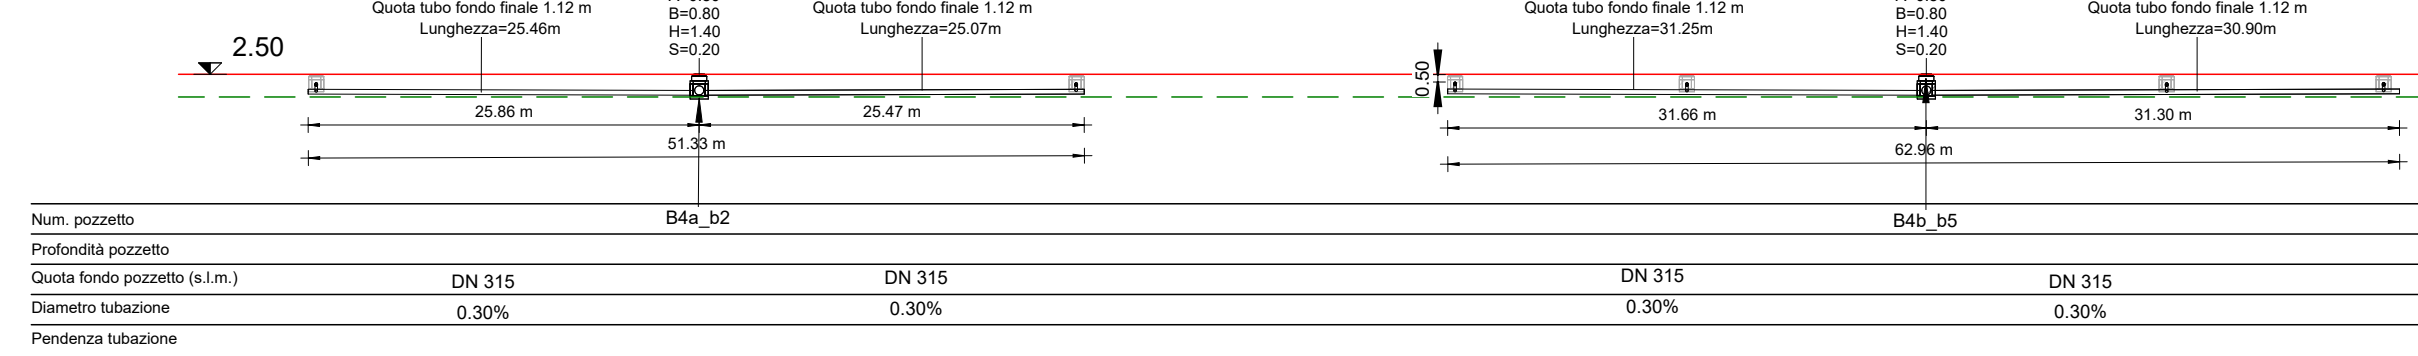 Quota tubo fondo finale 1.12 m
Lunghezza=25.46m
B=0.80
H=1.40
S=0.20
Quota tubo fondo finale 1.12 m
Lunghezza=25.07m
Quota tubo fondo finale 1.12 m
Lunghezza=31.25m
B=0.80
H=1.40
S=0.20
Quota tubo fondo finale 1.12 m
Lunghezza=30.90m
2.50
0.50
25.86 m
25.47 m
51.33 m
31.66 m
31.30 m
62.96 m
Num. pozzetto
B4a_b2
B4b_b5
Profondità pozzetto
Quota fondo pozzetto (s.l.m.)
DN 315
DN 315
DN 315
DN 315
Diametro tubazione
0.30%
0.30%
0.30%
0.30%
Pendenza tubazione